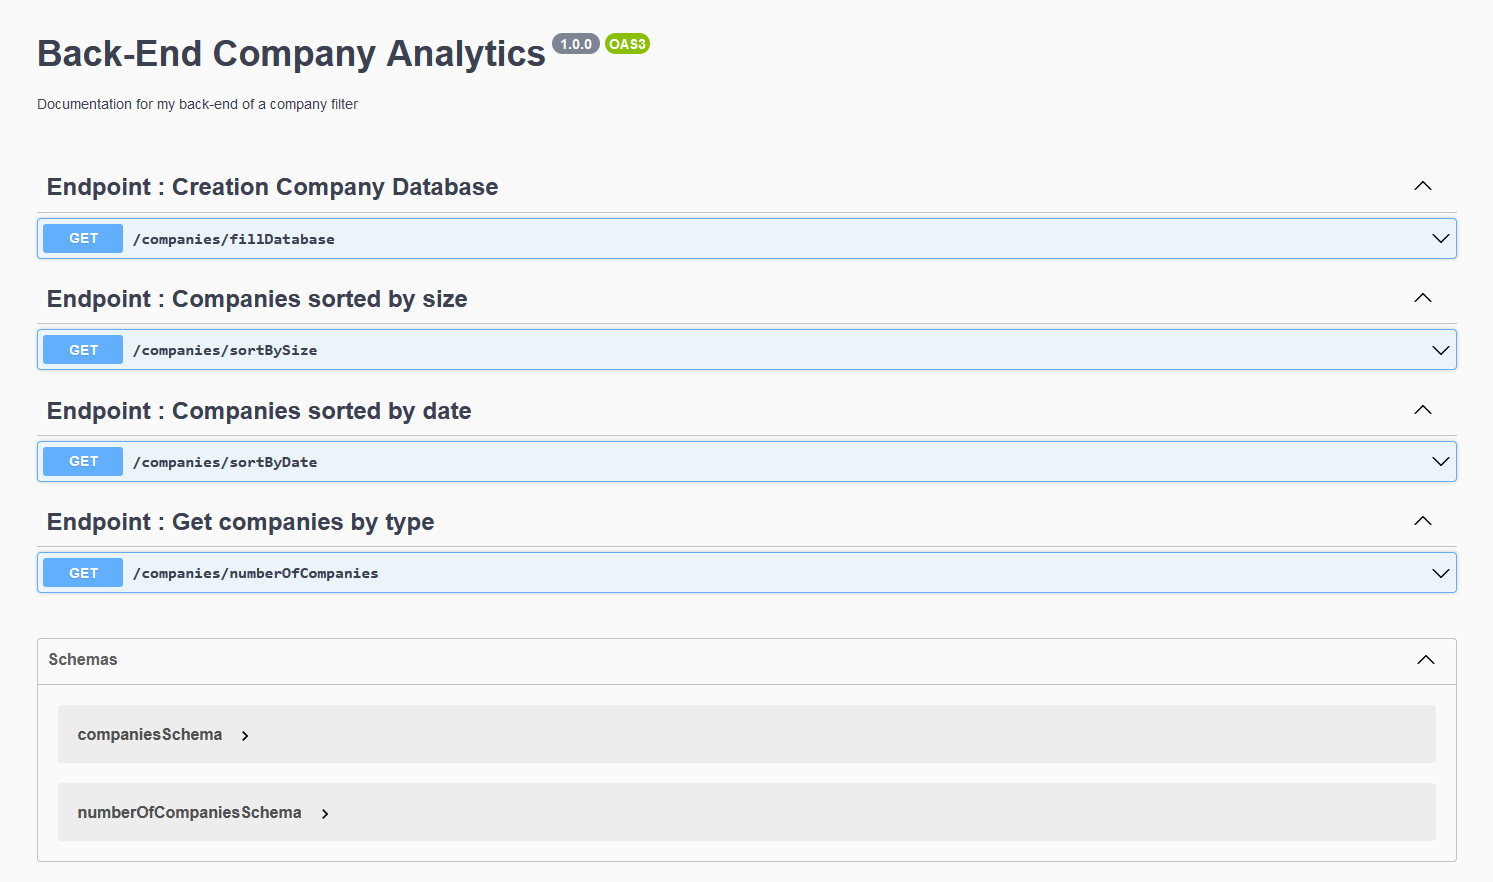 Back-End Company Analytics 1.0.0 OAS3
Documentation for my back-end of a company filter
Endpoint : Creation Company Database
GET /companies/fillDatabase
Endpoint : Companies sorted by size
GET /companies/sortBySize
Endpoint : Companies sorted by date
GET /companies/sortByDate
Endpoint : Get companies by type
GET /companies/numberOfCompanies
Schemas
companiesSchema
numberOfCompaniesSchema